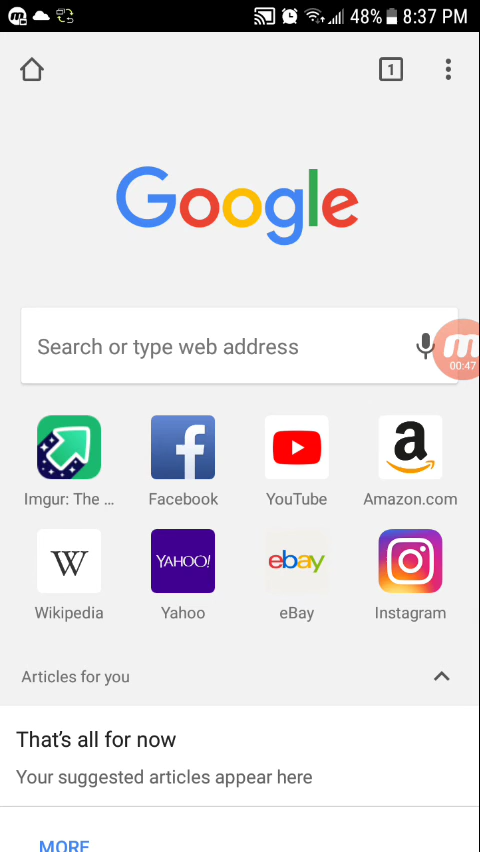 48% 8:37 PM
1
Google
Search or type web address
00:47
Imgur: The ... Facebook YouTube Amazon.com
YAHOO! ebay
Wikipedia Yahoo eBay Instagram
Articles for you
That's all for now
Your suggested articles appear here
MORE